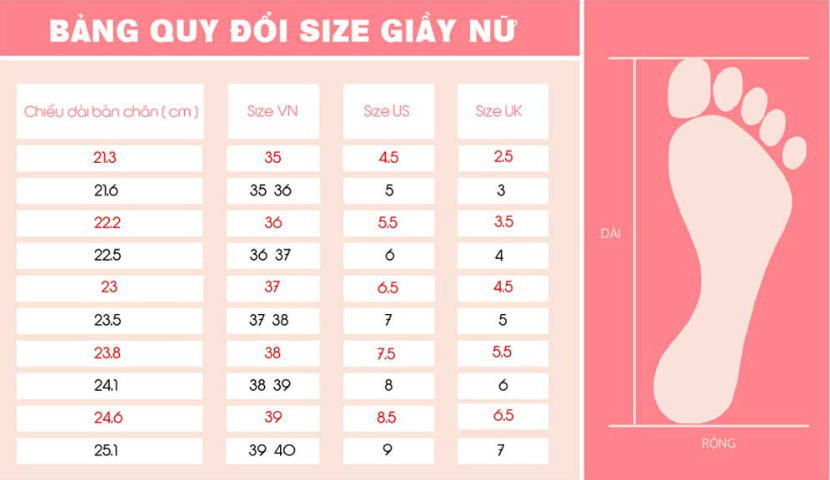 BẢNG QUY ĐỔI SIZE GIẦY NỮ
Chiều dài bàn chân ( cm ) Size VN Size US Size UK
21.3 35 4.5 2.5
21.6 35 36 5 3
22.2 36 5.5 3.5
22.5 36 37 6 4
23 37 6.5 4.5
23.5 37 38 7 5
23.8 38 7.5 5.5
24.1 38 39 8 6
24.6 39 8.5 6.5
25.1 39 40 9 7
DÀI
RỘNG